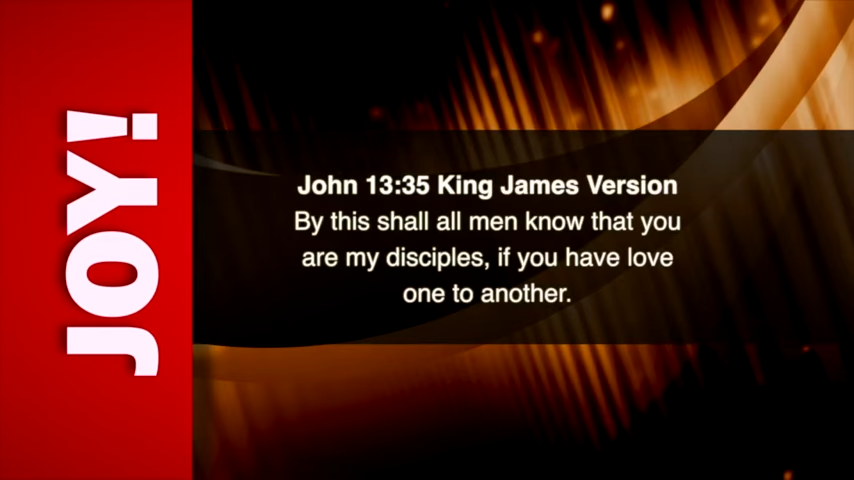 JOY!
John 13:35 King James Version
By this shall all men know that you
are my disciples, if you have love
one to another.